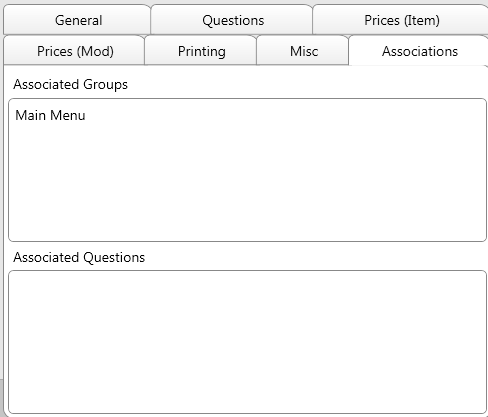 General Questions Prices (Item)
Prices (Mod) Printing Misc Associations
Associated Groups
Main Menu
Associated Questions